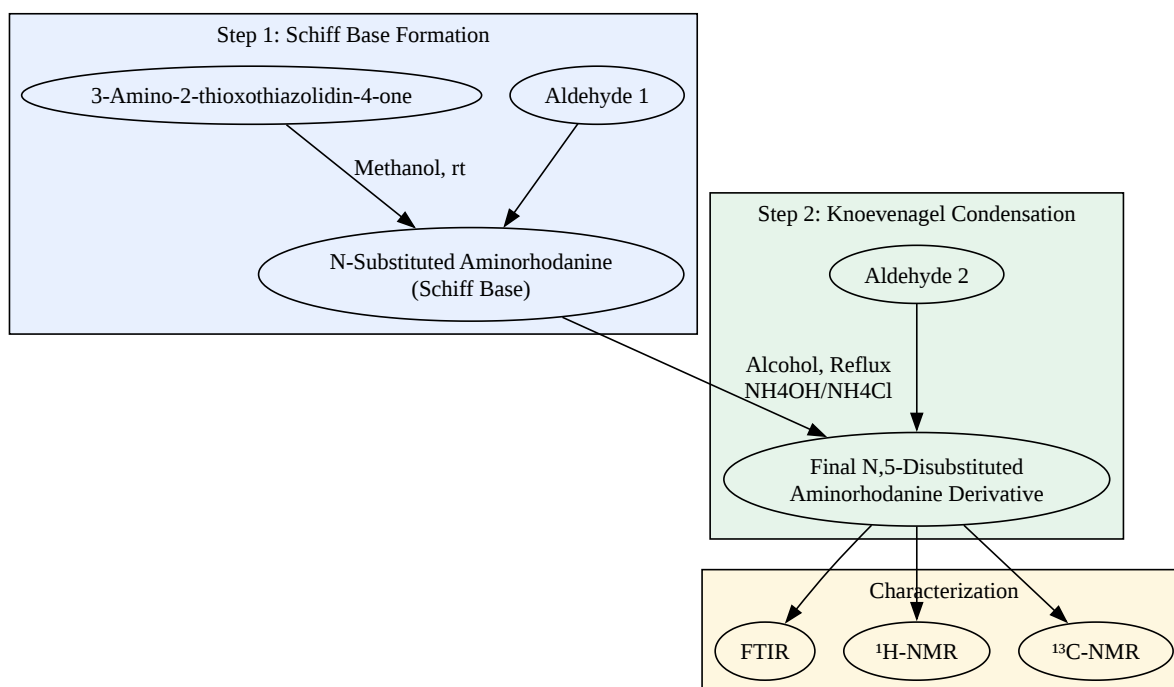 Step 1: Schiff Base Formation
3-Amino-2-thioxothiazolidin-4-one
Aldehyde 1
Methanol, rt
N-Substituted Aminorhodanine
(Schiff Base)
Step 2: Knoevenagel Condensation
Aldehyde 2
Alcohol, Reflux
NH4OH/NH4Cl
Final N,5-Disubstituted
Aminorhodanine Derivative
Characterization
FTIR
¹H-NMR
¹³C-NMR